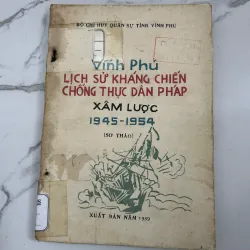 BỘ CHỈ HUY QUÂN SỰ TỈNH VĨNH PHÚ
Vĩnh Phú
LỊCH SỬ KHÁNG CHIẾN
CHỐNG THỰC DÂN PHÁP
XÂM LƯỢC
1945-1954
(SƠ THẢO)
XUẤT BẢN NĂM